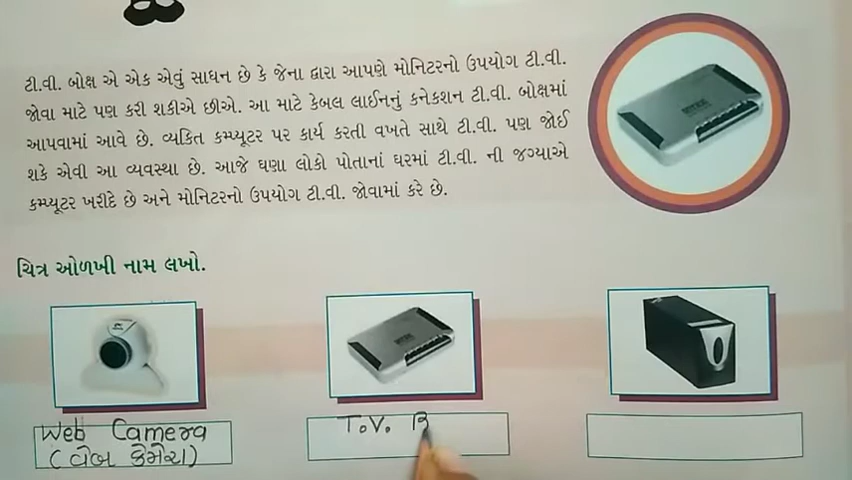 ટી.વી. બોક્ષ એ એક એવું સાધન છે કે જેના દ્વારા આપણે મોનિટરનો ઉપયોગ ટી.વી.
જોવા માટે પણ કરી શકીએ છીએ. આ માટે કેબલ લાઈનનું કનેકશન ટી.વી. બોક્ષમાં
આપવામાં આવે છે. વ્યકિત કમ્પ્યૂટર પર કાર્ય કરતી વખતે સાથે ટી.વી. પણ જોઈ
શકે એવી આ વ્યવસ્થા છે. આજે ઘણા લોકો પોતાનાં ઘરમાં ટી.વી. ની જગ્યાએ
કમ્પ્યૂટર ખરીદે છે અને મોનિટરનો ઉપયોગ ટી.વી. જોવામાં કરે છે.
ચિત્ર ઓળખી નામ લખો.
Web Camera
(વેબ કેમેરા)
T.V. B